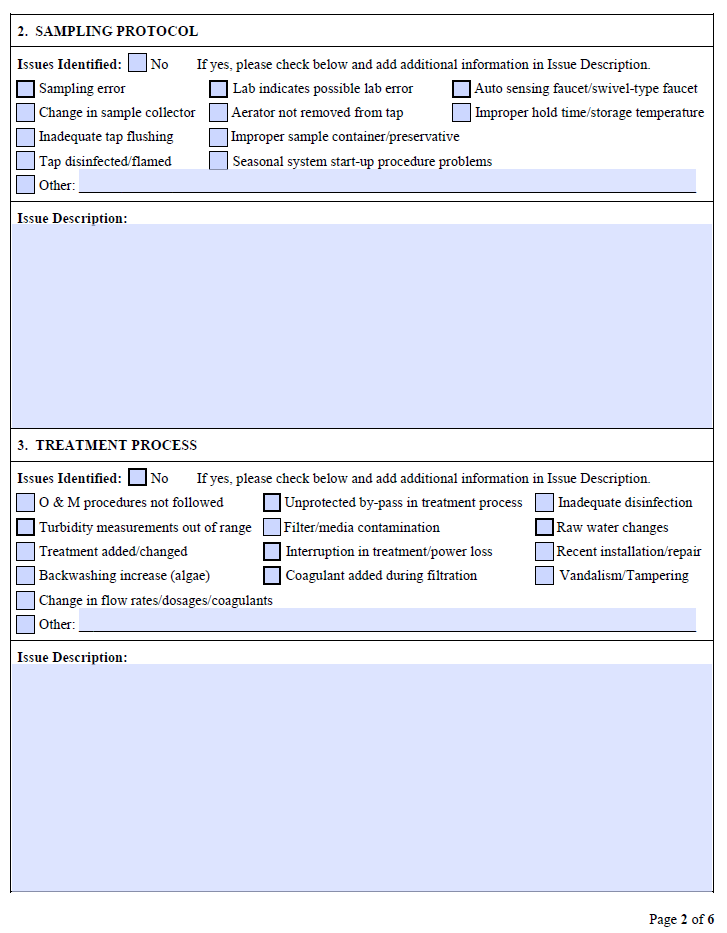 2. SAMPLING PROTOCOL
Issues Identified: No If yes, please check below and add additional information in Issue Description.
Sampling error Lab indicates possible lab error Auto sensing faucet/swivel-type faucet
Change in sample collector Aerator not removed from tap Improper hold time/storage temperature
Inadequate tap flushing Improper sample container/preservative
Tap disinfected/flamed Seasonal system start-up procedure problems
Other:
Issue Description:
3. TREATMENT PROCESS
Issues Identified: No If yes, please check below and add additional information in Issue Description.
O & M procedures not followed Unprotected by-pass in treatment process Inadequate disinfection
Turbidity measurements out of range Filter/media contamination Raw water changes
Treatment added/changed Interruption in treatment/power loss Recent installation/repair
Backwashing increase (algae) Coagulant added during filtration Vandalism/Tampering
Change in flow rates/dosages/coagulants
Other:
Issue Description:
Page 2 of 6